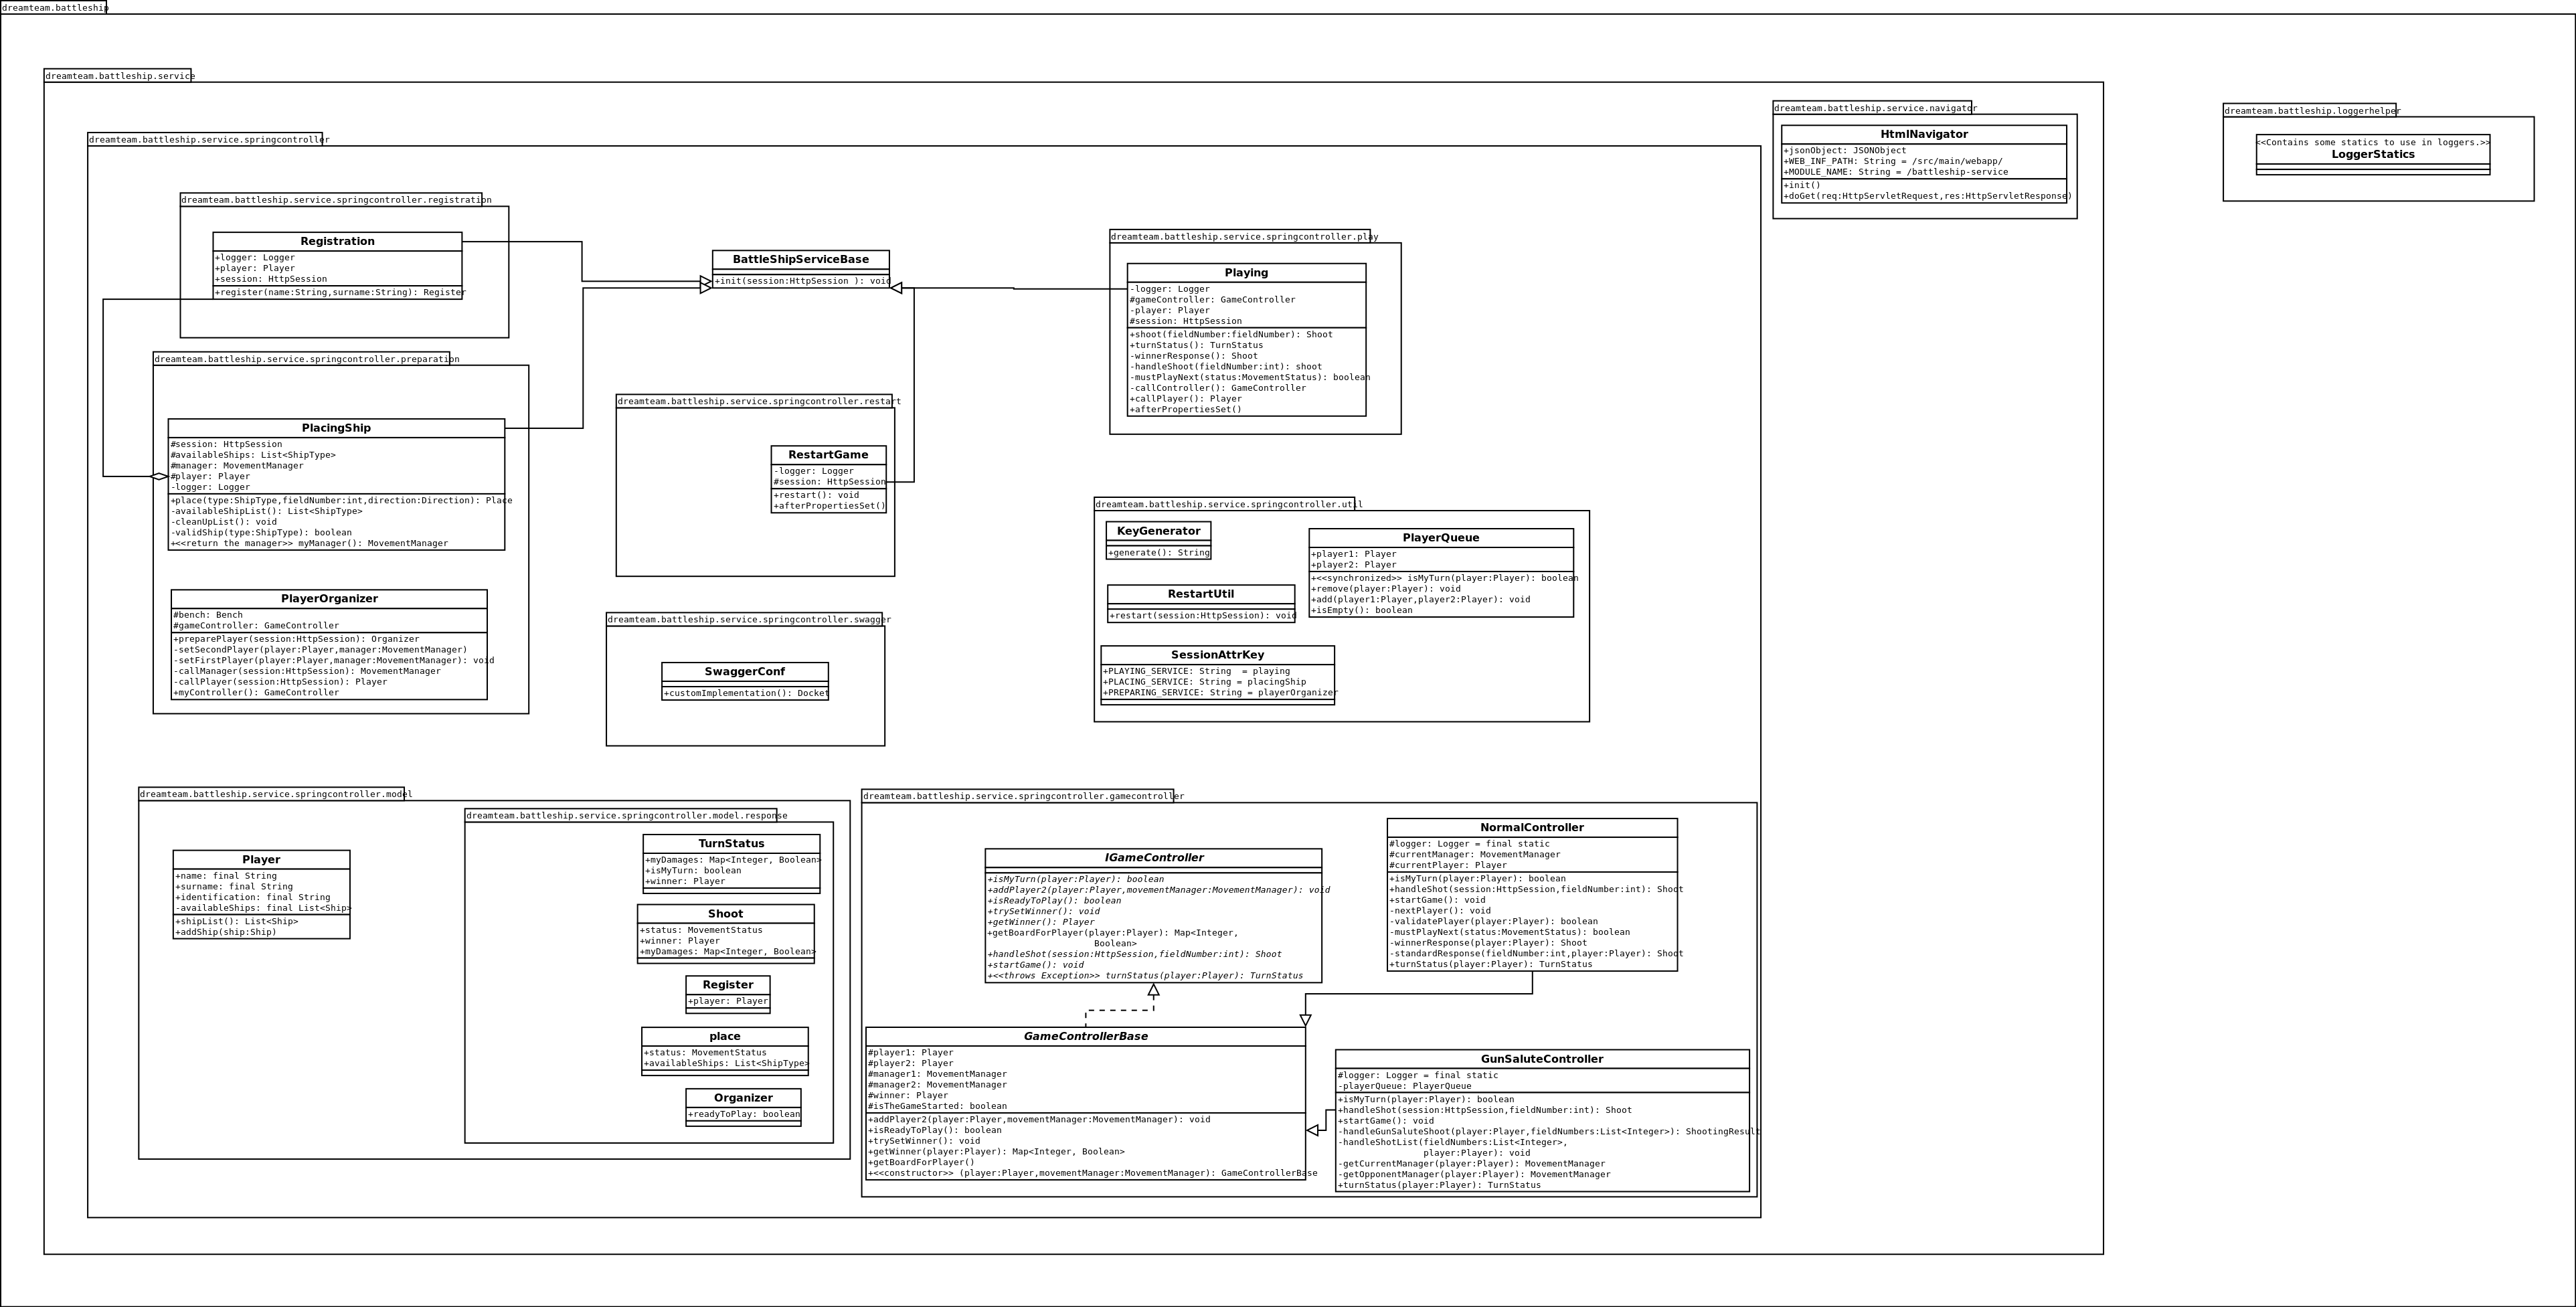 dreamteam.battleship
dreamteam.battleship.service
dreamteam.battleship.service.navigator
HtmlNavigator
+jsonObject: JSONObject
+WEB_INF_PATH: String = /src/main/webapp/
+MODULE_NAME: String = /battleship-service
+init()
+doGet(req:HttpServletRequest,res:HttpServletResponse)
dreamteam.battleship.loggerhelper
<<Contains some statics to use in loggers.>>
LoggerStatics
dreamteam.battleship.service.springcontroller
dreamteam.battleship.service.springcontroller.registration
Registration
+logger: Logger
+player: Player
+session: HttpSession
+register(name:String,surname:String): Register
BattleShipServiceBase
+init(session:HttpSession ): void
dreamteam.battleship.service.springcontroller.play
Playing
-logger: Logger
#gameController: GameController
-player: Player
#session: HttpSession
+shoot(fieldNumber:fieldNumber): Shoot
+turnStatus(): TurnStatus
-winnerResponse(): Shoot
-handleShoot(fieldNumber:int): shoot
-mustPlayNext(status:MovementStatus): boolean
-callController(): GameController
+callPlayer(): Player
+afterPropertiesSet()
dreamteam.battleship.service.springcontroller.preparation
PlacingShip
#session: HttpSession
#availableShips: List<ShipType>
#manager: MovementManager
#player: Player
-logger: Logger
+place(type:ShipType,fieldNumber:int,direction:Direction): Place
-availableShipList(): List<ShipType>
-cleanUpList(): void
-validShip(type:ShipType): boolean
+<<return the manager>> myManager(): MovementManager
PlayerOrganizer
#bench: Bench
#gameController: GameController
+preparePlayer(session:HttpSession): Organizer
-setSecondPlayer(player:Player,manager:MovementManager)
-setFirstPlayer(player:Player,manager:MovementManager): void
-callManager(session:HttpSession): MovementManager
-callPlayer(session:HttpSession): Player
+myController(): GameController
dreamteam.battleship.service.springcontroller.restart
RestartGame
-logger: Logger
#session: HttpSession
+restart(): void
+afterPropertiesSet()
dreamteam.battleship.service.springcontroller.swagger
SwaggerConf
+customImplementation(): Docket
dreamteam.battleship.service.springcontroller.util
KeyGenerator
+generate(): String
RestartUtil
+restart(session:HttpSession): void
SessionAttrKey
+PLAYING_SERVICE: String  = playing
+PLACING_SERVICE: String = placingShip
+PREPARING_SERVICE: String = playerOrganizer
PlayerQueue
+player1: Player
+player2: Player
+<<synchronized>> isMyTurn(player:Player): boolean
+remove(player:Player): void
+add(player1:Player,player2:Player): void
+isEmpty(): boolean
dreamteam.battleship.service.springcontroller.model
Player
+name: final String
+surname: final String
+identification: final String
-availableShips: final List<Ship>
+shipList(): List<Ship>
+addShip(ship:Ship)
dreamteam.battleship.service.springcontroller.model.response
TurnStatus
+myDamages: Map<Integer, Boolean>
+isMyTurn: boolean
+winner: Player
Shoot
+status: MovementStatus
+winner: Player
+myDamages: Map<Integer, Boolean>
Register
+player: Player
place
+status: MovementStatus
+availableShips: List<ShipType>
Organizer
+readyToPlay: boolean
dreamteam.battleship.service.springcontroller.gamecontroller
IGameController
+isMyTurn(player:Player): boolean
+addPlayer2(player:Player,movementManager:MovementManager): void
+isReadyToPlay(): boolean
+trySetWinner(): void
+getWinner(): Player
+getBoardForPlayer(player:Player): Map<Integer,
Boolean>
+handleShot(session:HttpSession,fieldNumber:int): Shoot
+startGame(): void
+<<throws Exception>> turnStatus(player:Player): TurnStatus
NormalController
#logger: Logger = final static
#currentManager: MovementManager
#currentPlayer: Player
+isMyTurn(player:Player): boolean
+handleShot(session:HttpSession,fieldNumber:int): Shoot
+startGame(): void
-nextPlayer(): void
-validatePlayer(player:Player): boolean
-mustPlayNext(status:MovementStatus): boolean
-winnerResponse(player:Player): Shoot
-standardResponse(fieldNumber:int,player:Player): Shoot
+turnStatus(player:Player): TurnStatus
GameControllerBase
#player1: Player
#player2: Player
#manager1: MovementManager
#manager2: MovementManager
#winner: Player
#isTheGameStarted: boolean
+addPlayer2(player:Player,movementManager:MovementManager): void
+isReadyToPlay(): boolean
+trySetWinner(): void
+getWinner(player:Player): Map<Integer, Boolean>
+getBoardForPlayer()
+<<constructor>> (player:Player,movementManager:MovementManager): GameControllerBase
GunSaluteController
#logger: Logger = final static
-playerQueue: PlayerQueue
+isMyTurn(player:Player): boolean
+handleShot(session:HttpSession,fieldNumber:int): Shoot
+startGame(): void
-handleGunSaluteShoot(player:Player,fieldNumbers:List<Integer>): ShootingResult
-handleShotList(fieldNumbers:List<Integer>,
player:Player): void
-getCurrentManager(player:Player): MovementManager
-getOpponentManager(player:Player): MovementManager
+turnStatus(player:Player): TurnStatus